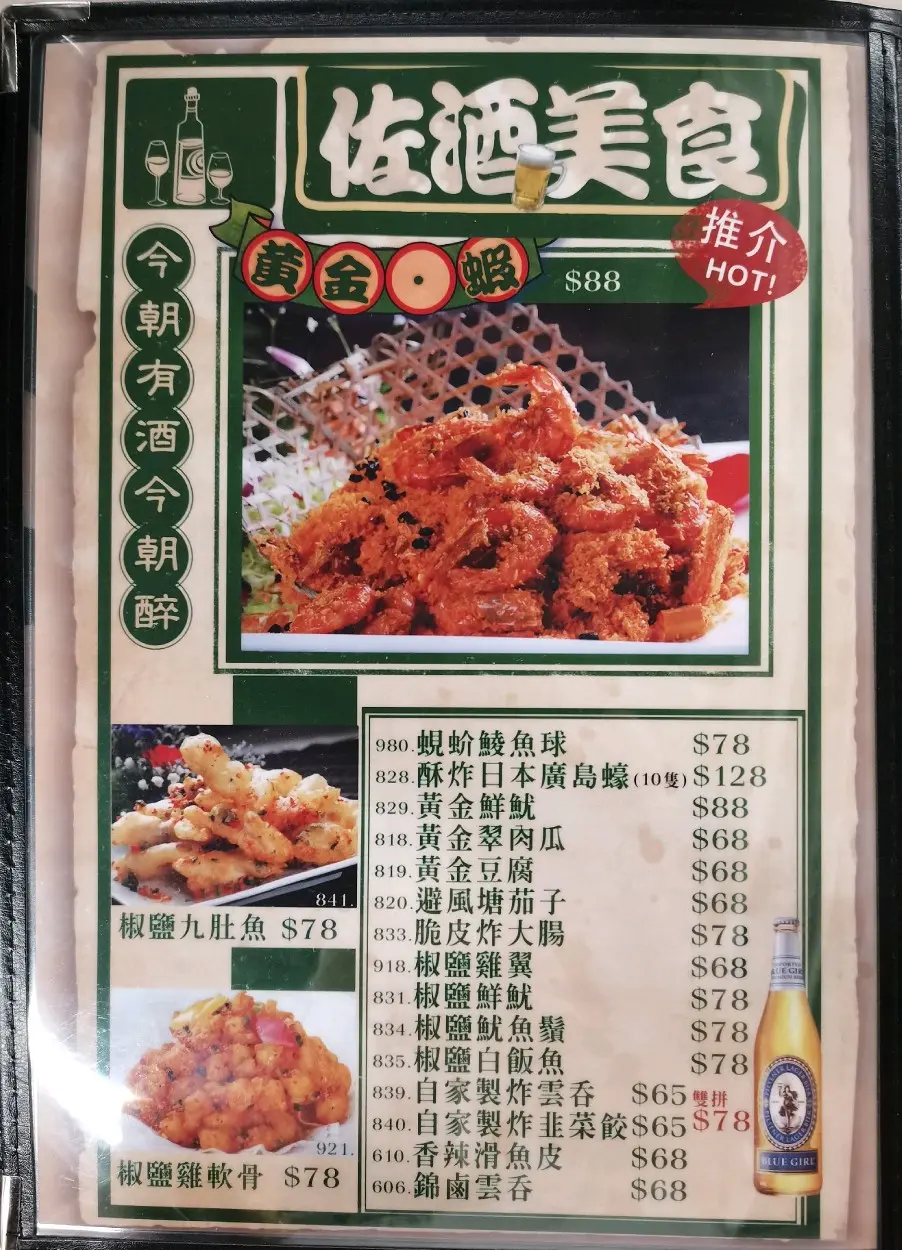 佐酒美食
推介
HOT!
黃金蝦
$88
今朝有酒今朝醉
841.
椒鹽九肚魚 $78
921.
椒鹽雞軟骨 $78
980.蜆蚧鯪魚球 $78
828.酥炸日本廣島蠔(10隻) $128
829.黃金鮮魷 $88
818.黃金翠肉瓜 $68
819.黃金豆腐 $68
820.避風塘茄子 $68
833.脆皮炸大腸 $78
918.椒鹽雞翼 $68
831.椒鹽鮮魷 $78
834.椒鹽魷魚鬚 $78
835.椒鹽白飯魚 $78
839.自家製炸雲吞 $65
840.自家製炸韭菜餃 $65
雙拼
$78
610.香辣滑魚皮 $68
606.錦鹵雲吞 $68
BLUE GIRL